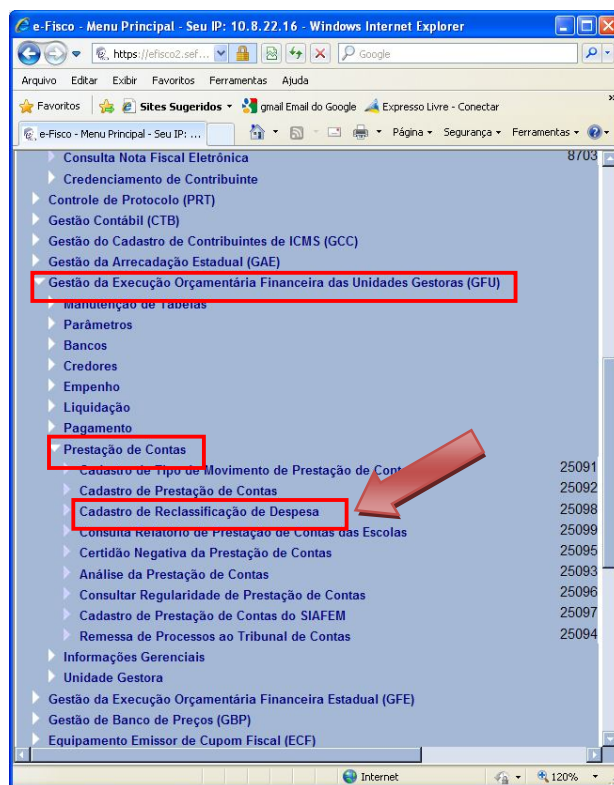 e-Fisco - Menu Principal - Seu IP: 10.8.22.16 - Windows Internet Explorer
https://efisco2.sef... Google
Arquivo Editar Exibir Favoritos Ferramentas Ajuda
Favoritos Sites Sugeridos gmail Email do Google Expresso Livre - Conectar »
e-Fisco - Menu Principal - Seu IP: ... Página Segurança Ferramentas
Consulta Nota Fiscal Eletrônica 8703
Credenciamento de Contribuinte
Controle de Protocolo (PRT)
Gestão Contábil (CTB)
Gestão do Cadastro de Contribuintes de ICMS (GCC)
Gestão da Arrecadação Estadual (GAE)
Gestão da Execução Orçamentária Financeira das Unidades Gestoras (GFU)
Manutenção de Tabelas
Parâmetros
Bancos
Credores
Empenho
Liquidação
Pagamento
Prestação de Contas
Cadastro de Tipo de Movimento de Prestação de Cont 25091
Cadastro de Prestação de Contas 25092
Cadastro de Reclassificação de Despesa 25098
Consulta Relatório de Prestação de Contas das Escolas 25099
Certidão Negativa da Prestação de Contas 25095
Análise da Prestação de Contas 25093
Consultar Regularidade de Prestação de Contas 25096
Cadastro de Prestação de Contas do SIAFEM 25097
Remessa de Processos ao Tribunal de Contas 25094
Informações Gerenciais
Unidade Gestora
Gestão da Execução Orçamentária Financeira Estadual (GFE)
Gestão de Banco de Preços (GBP)
Equipamento Emissor de Cupom Fiscal (ECF)
Internet 120%